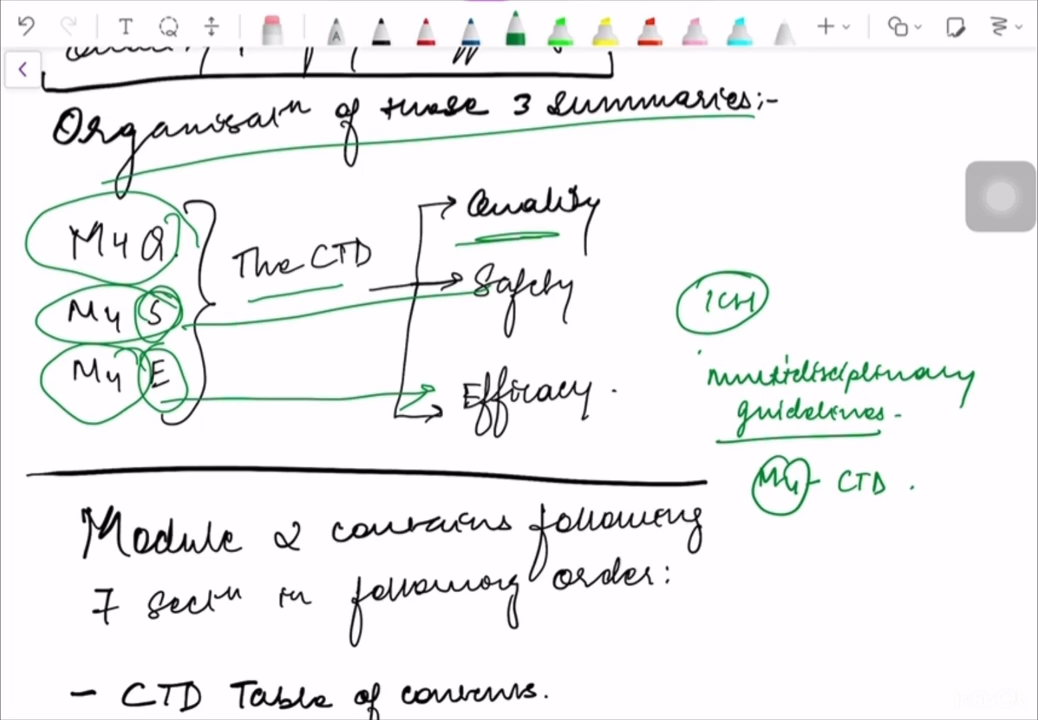 Organisatn of these 3 summaries:-
M4Q
M4S
M4E
The CTD
Quality
Safety
Efficacy.
ICH
multidisciplinary
guidelines.
M4 - CTD.
Module 2 contains following
7 sectn in following order:
- CTD Table of contents.